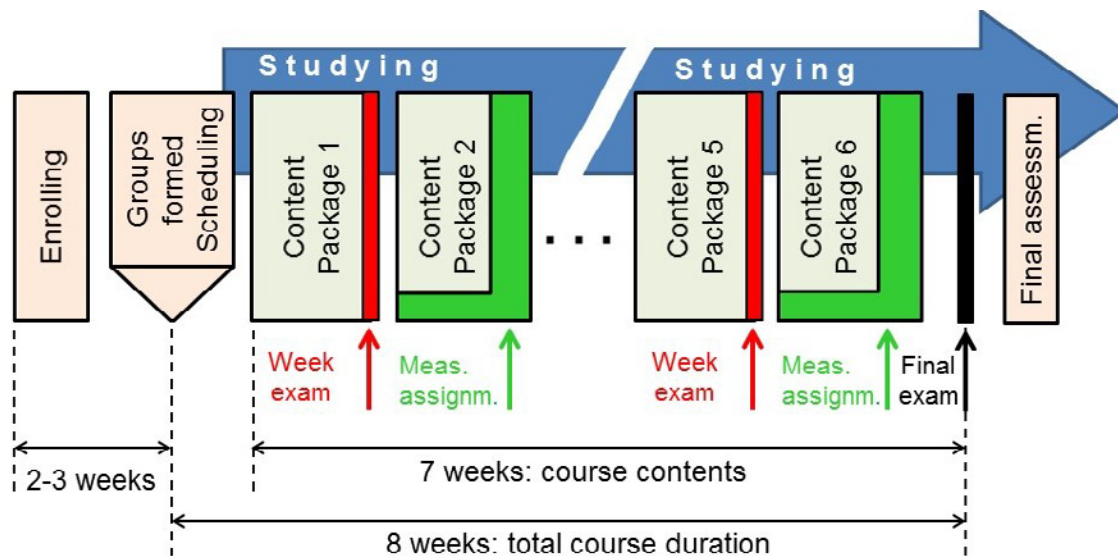 Studying
Studying
Enrolling
Groups
formed
Scheduling
Content
Package 1
Content
Package 2
. . .
Content
Package 5
Content
Package 6
Final assessm.
Week
exam
Meas.
assignm.
Week
exam
Meas.
assignm.
Final
exam
2-3 weeks
7 weeks: course contents
8 weeks: total course duration